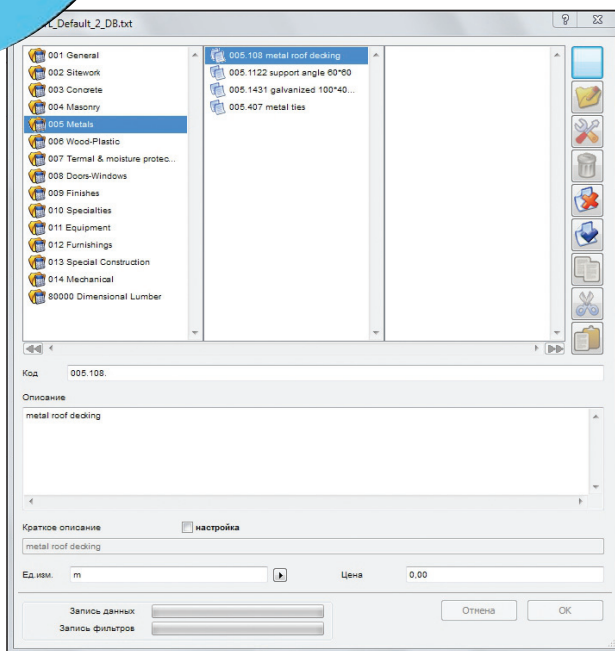 _Default_2_DB.txt
001 General
002 Sitework
003 Concrete
004 Masonry
005 Metals
006 Wood-Plastic
007 Termal & moisture protec...
008 Doors-Windows
009 Finishes
010 Specialties
011 Equipment
012 Furnishings
013 Special Construction
014 Mechanical
80000 Dimensional Lumber
005.108 metal roof decking
005.1122 support angle 60*60
005.1431 galvanized 100*40...
005.407 metal ties
Код 005.108.
Описание
metal roof decking
Краткое описание настройка
metal roof decking
Ед.изм. m Цена 0,00
Запись данных
Запись фильтров
Отмена OK